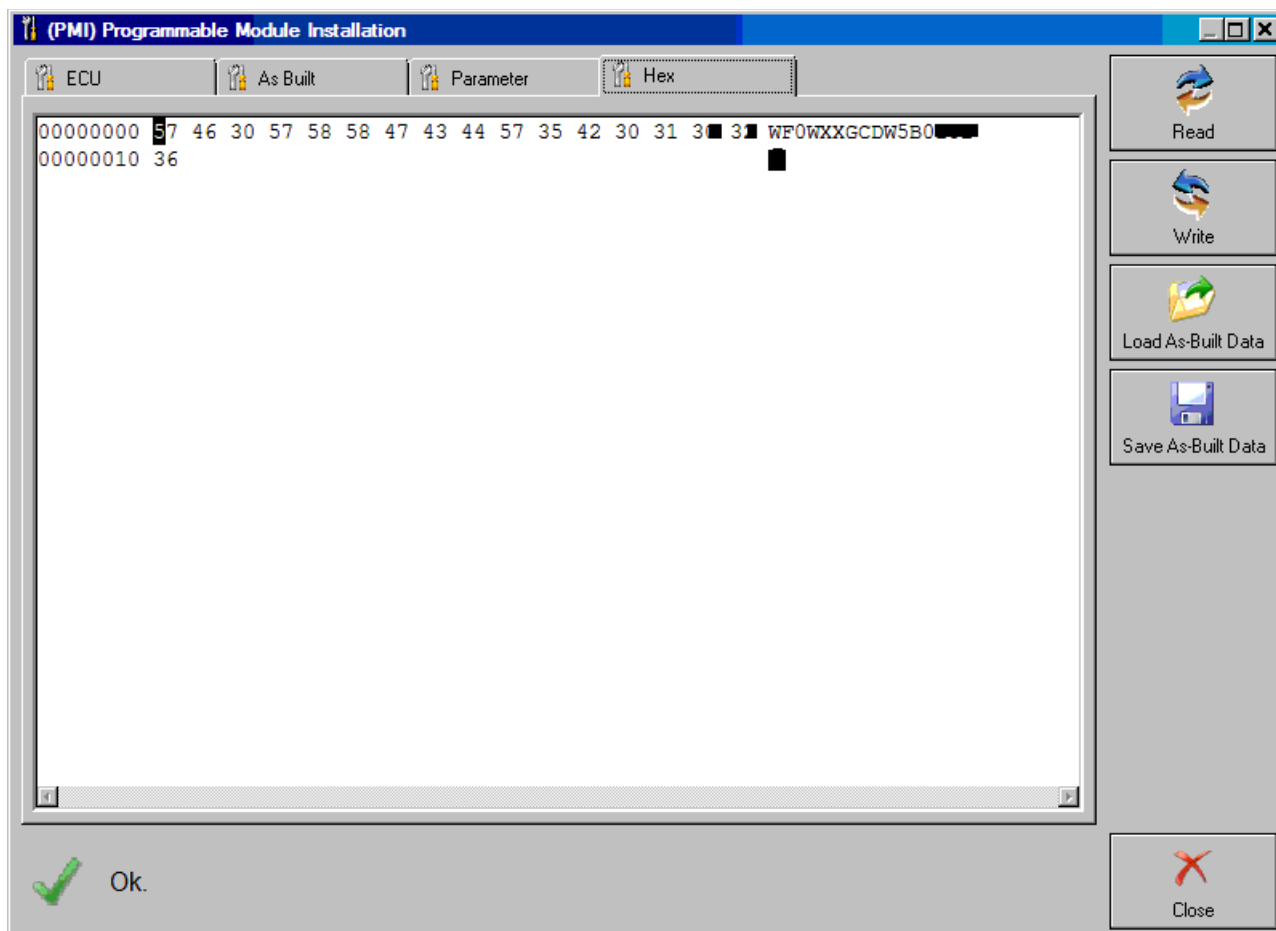 (PMI) Programmable Module Installation
ECU As Built Parameter Hex
00000000 57 46 30 57 58 58 47 43 44 57 35 42 30 31 WF0WXXGCDW5B0
00000010 36
Read
Write
Load As-Built Data
Save As-Built Data
Ok.
Close